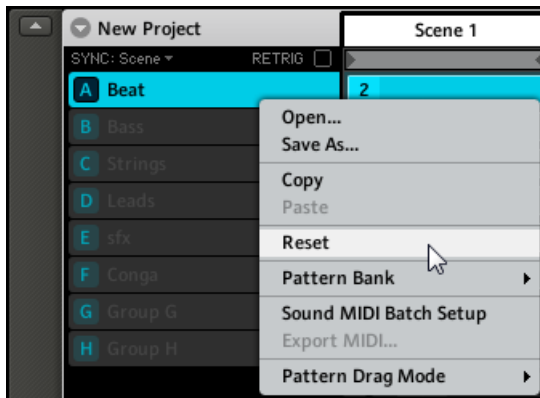 New Project
Scene 1
SYNC: Scene
RETRIG
A Beat
2
B Bass
C Strings
D Leads
E sfx
F Conga
G Group G
H Group H
Open...
Save As...
Copy
Paste
Reset
Pattern Bank
Sound MIDI Batch Setup
Export MIDI...
Pattern Drag Mode